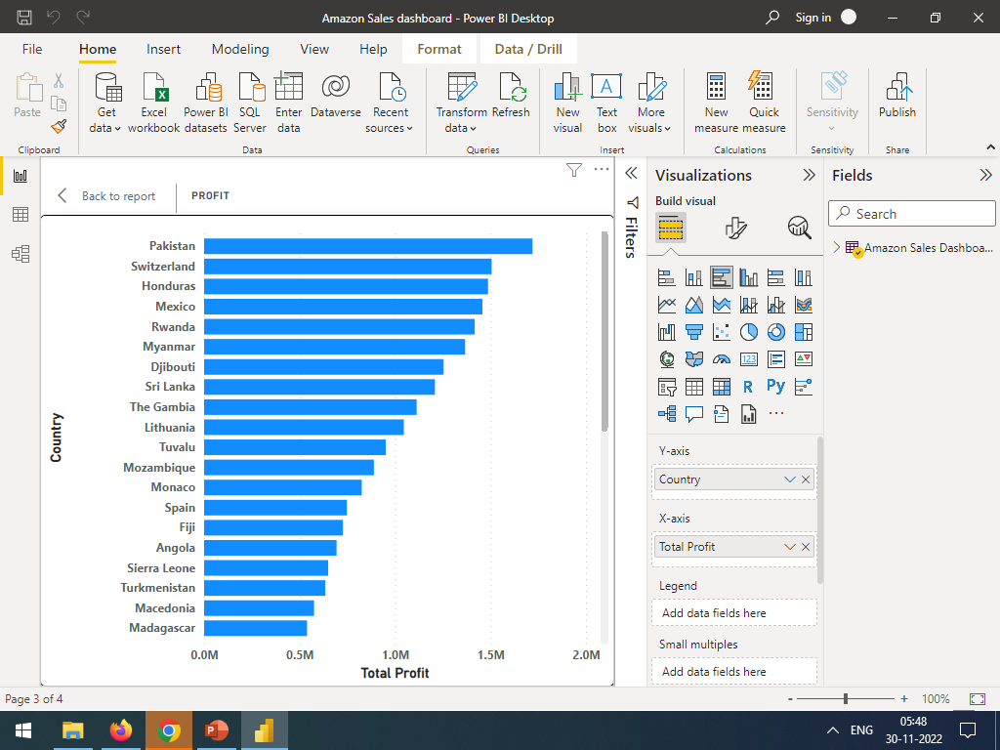 Amazon Sales dashboard - Power BI Desktop
Sign in
File Home Insert Modeling View Help Format Data / Drill
Paste
Get data
Excel workbook
Power BI datasets
SQL Server
Enter data
Dataverse
Recent sources
Transform data
Refresh
New visual
Text box
More visuals
New measure
Quick measure
Sensitivity
Publish
Clipboard
Data
Queries
Insert
Calculations
Sensitivity
Share
Back to report
PROFIT
Country
Pakistan
Switzerland
Honduras
Mexico
Rwanda
Myanmar
Djibouti
Sri Lanka
The Gambia
Lithuania
Tuvalu
Mozambique
Monaco
Spain
Fiji
Angola
Sierra Leone
Turkmenistan
Macedonia
Madagascar
0.0M 0.5M 1.0M 1.5M 2.0M
Total Profit
Filters
Visualizations
Build visual
123
R
Py
Y-axis
Country
X-axis
Total Profit
Legend
Add data fields here
Small multiples
Add data fields here
Fields
Search
Amazon Sales Dashboa...
Page 3 of 4
- + 100%
ENG
05:48
30-11-2022